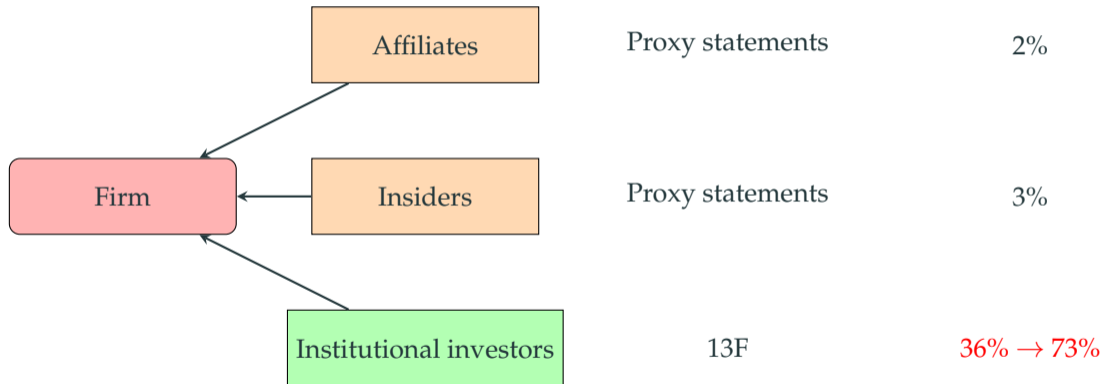 Affiliates Proxy statements 2%
Firm Insiders Proxy statements 3%
Institutional investors 13F 36% → 73%